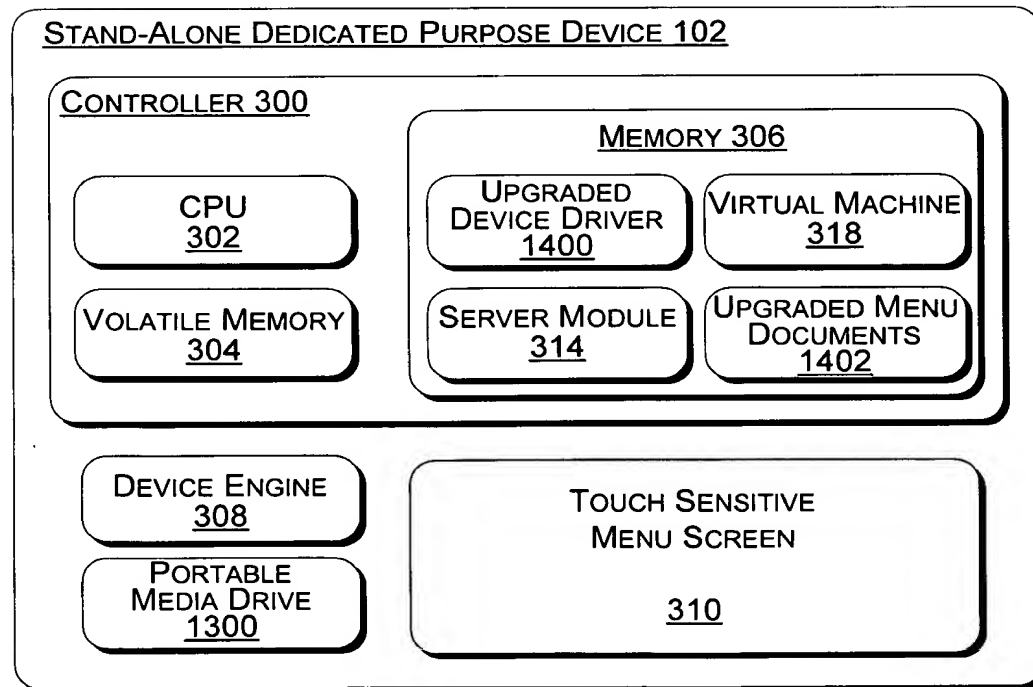 STAND-ALONE DEDICATED PURPOSE DEVICE 102
CONTROLLER 300
MEMORY 306
CPU
302
UPGRADED
DEVICE DRIVER
1400
VIRTUAL MACHINE
318
VOLATILE MEMORY
304
SERVER MODULE
314
UPGRADED MENU
DOCUMENTS
1402
DEVICE ENGINE
308
TOUCH SENSITIVE
MENU SCREEN
310
PORTABLE
MEDIA DRIVE
1300